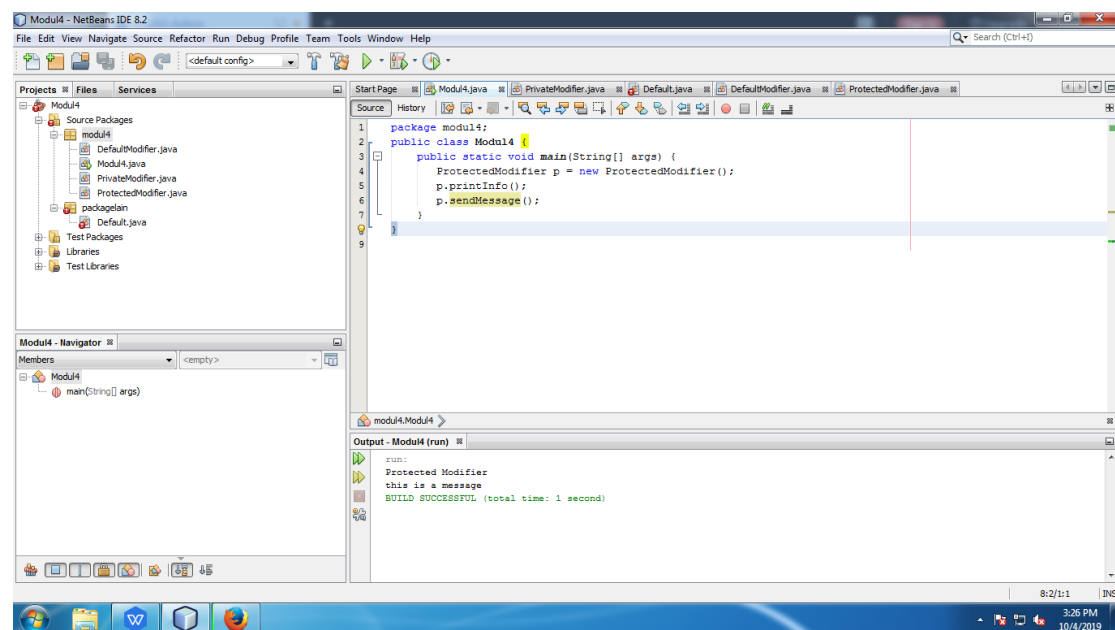 Modul4 - NetBeans IDE 8.2
File Edit View Navigate Source Refactor Run Debug Profile Team Tools Window Help
Search (Ctrl+I)
<default config>
Projects Files Services
Start Page Modul4.java PrivateModifier.java Default.java DefaultModifier.java ProtectedModifier.java
Modul4
Source Packages
modul4
DefaultModifier.java
Modul4.java
PrivateModifier.java
ProtectedModifier.java
packagelain
Default.java
Test Packages
Libraries
Test Libraries
Source History
1 package modul4;
2 public class Modul4 {
3 public static void main(String[] args) {
4 ProtectedModifier p = new ProtectedModifier();
5 p.printInfo();
6 p.sendMessage();
7 }
}
9
Modul4 - Navigator
Members <empty>
Modul4
main(String[] args)
modul4.Modul4
Output - Modul4 (run)
run:
Protected Modifier
this is a message
BUILD SUCCESSFUL (total time: 1 second)
8:2/1:1 INS
3:26 PM
10/4/2019